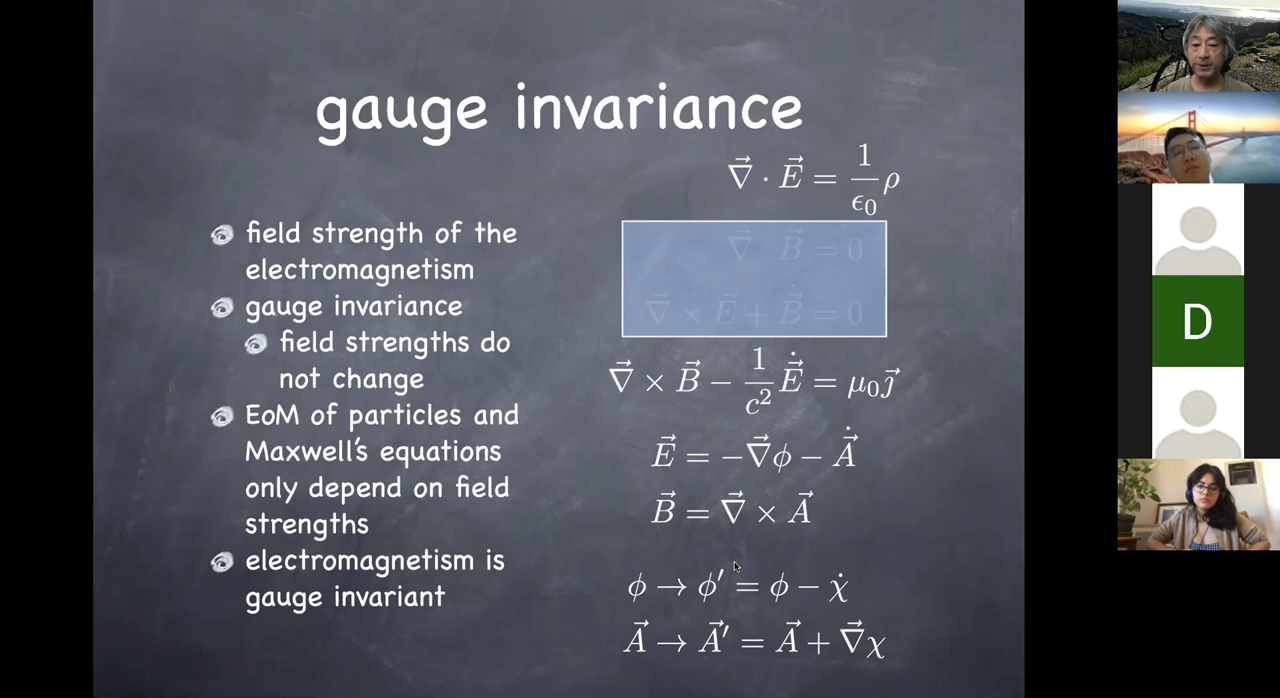 gauge invariance
∇⃗ · E⃗ = 1/ϵ₀ ρ
field strength of the
electromagnetism
gauge invariance
field strengths do
not change
EoM of particles and
Maxwell's equations
only depend on field
strengths
electromagnetism is
gauge invariant
∇⃗ B⃗ = 0
∇⃗ × E⃗ + Ḃ⃗ = 0
∇⃗ × B⃗ − 1/c² Ė⃗ = μ₀ȷ⃗
E⃗ = −∇⃗ϕ − Ȧ⃗
B⃗ = ∇⃗ × A⃗
ϕ → ϕ′ = ϕ − χ̇
A⃗ → A⃗′ = A⃗ + ∇⃗χ
D